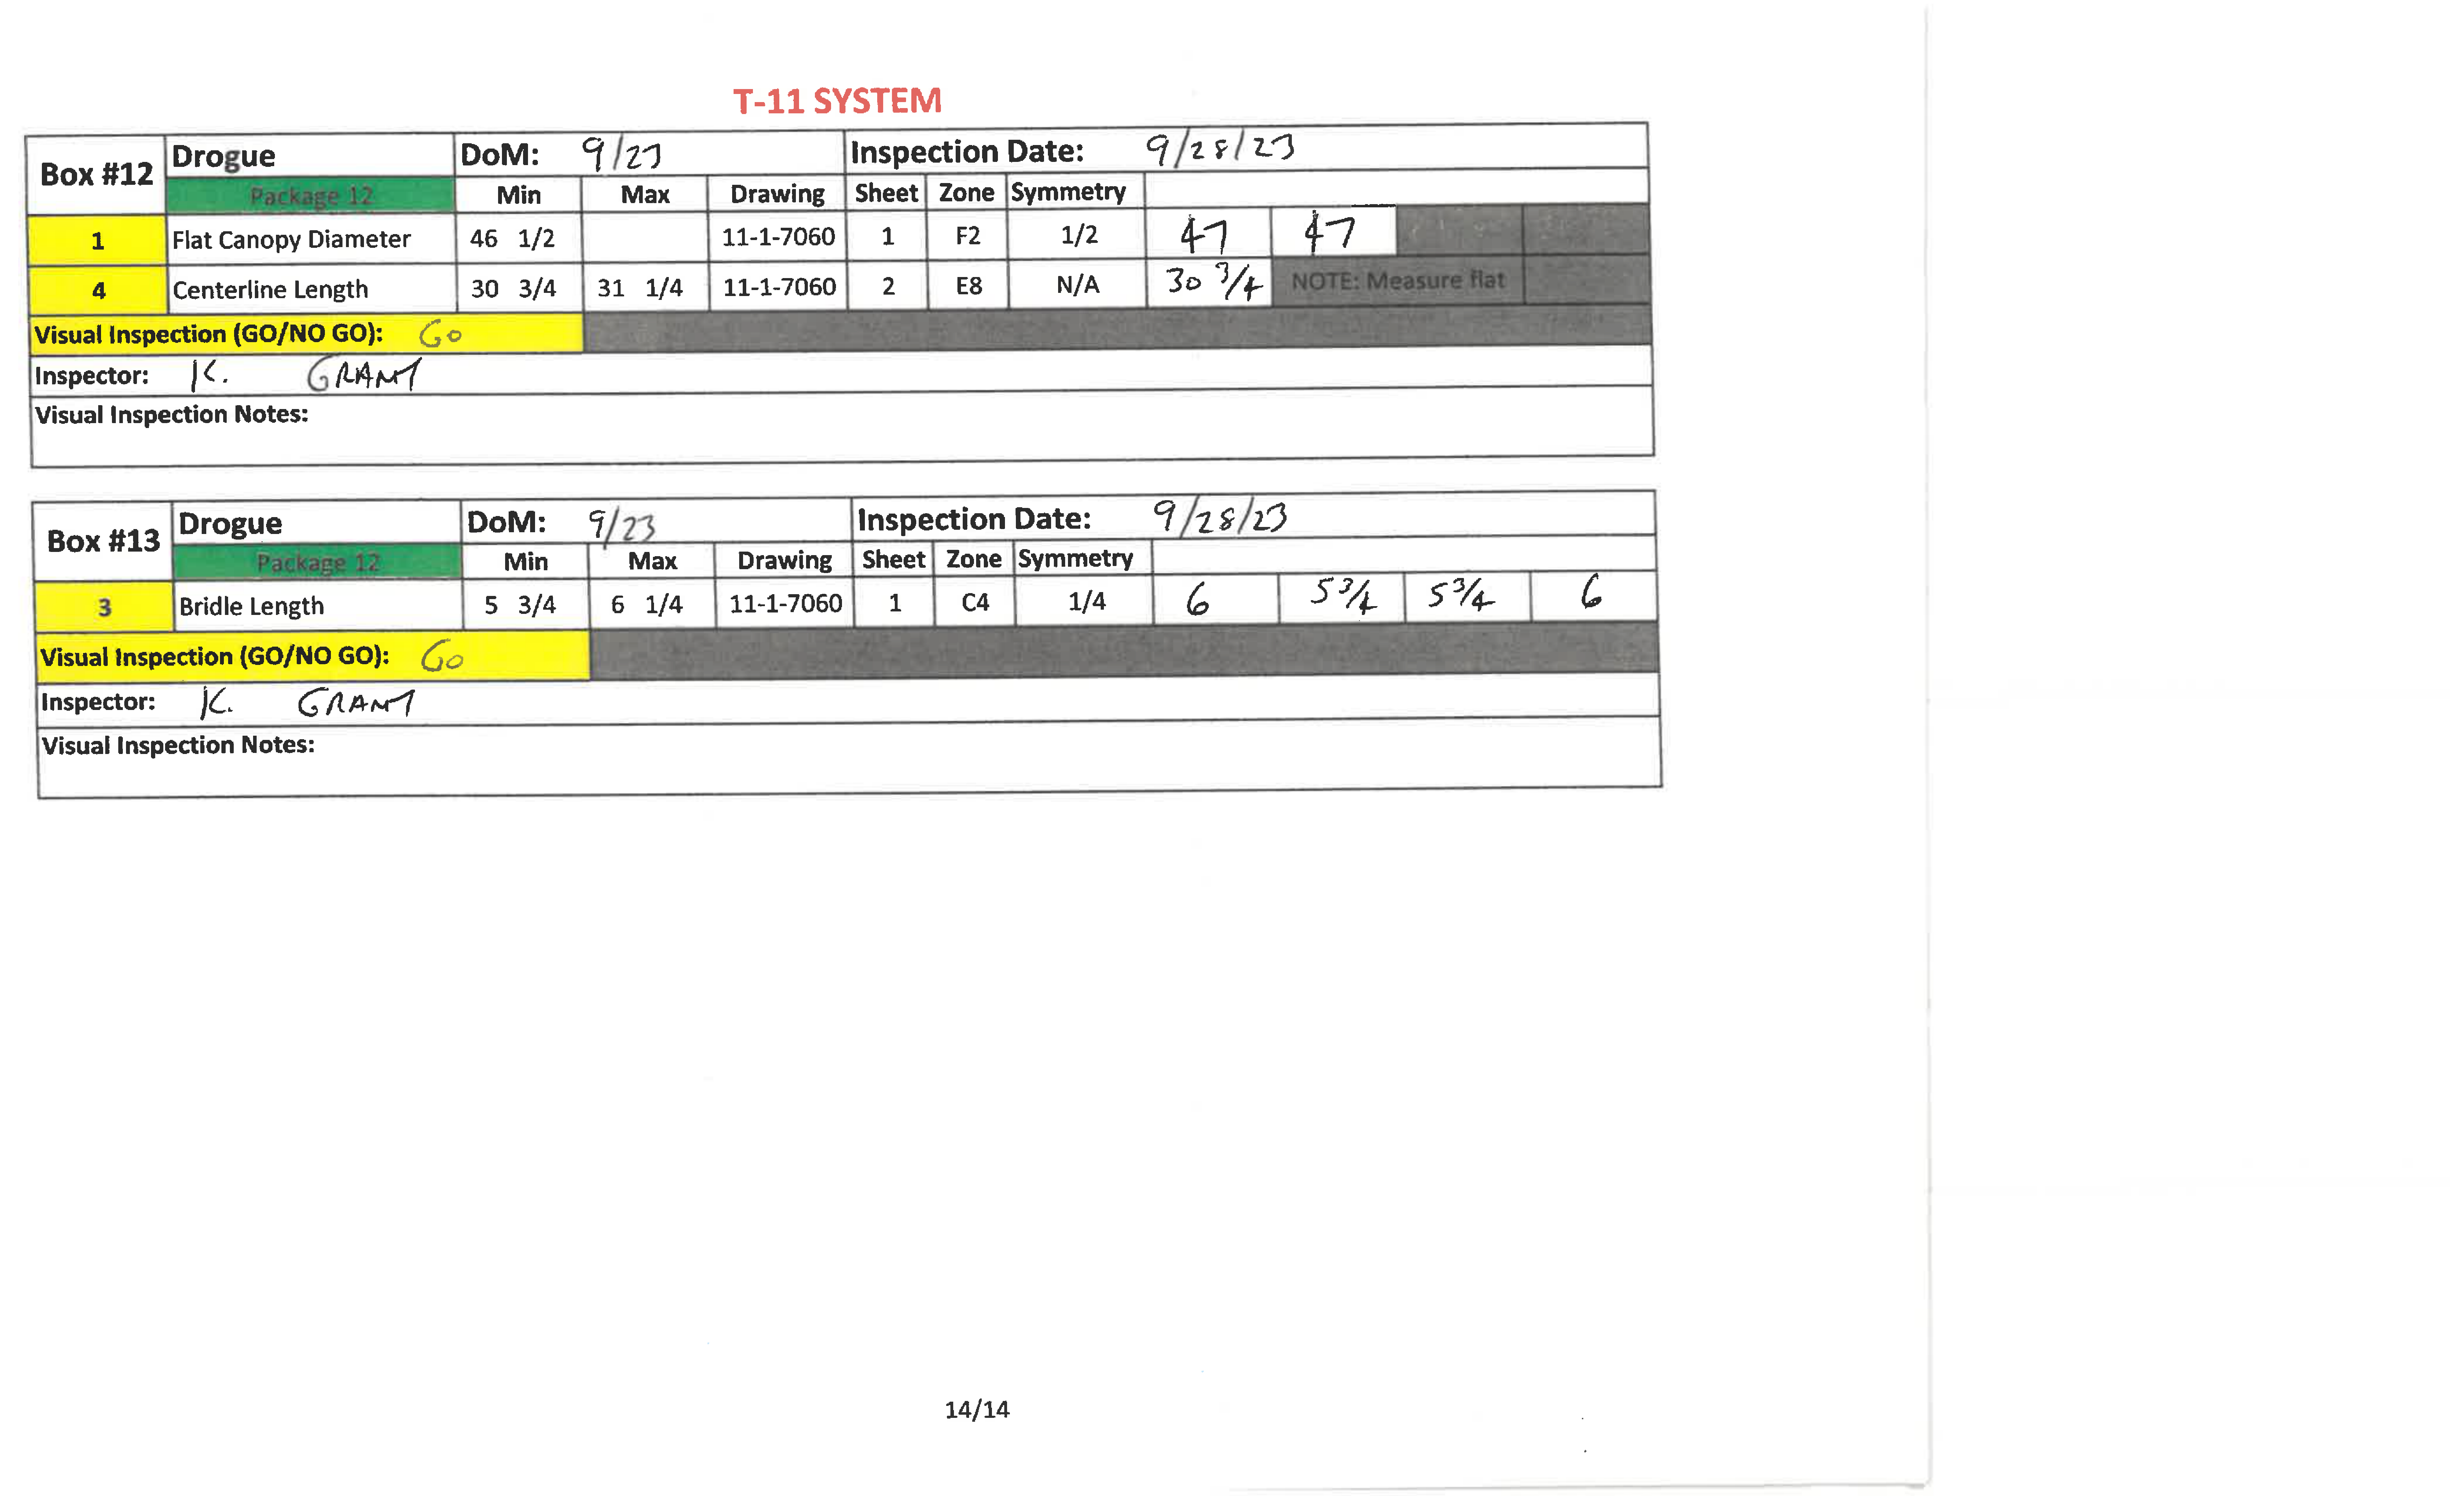 T-11 SYSTEM
Box #12 Drogue DoM: 9/23 Inspection Date: 9/28/23
Package 12 Min Max Drawing Sheet Zone Symmetry
1 Flat Canopy Diameter 46 1/2 11-1-7060 1 F2 1/2 47 47
4 Centerline Length 30 3/4 31 1/4 11-1-7060 2 E8 N/A 30 3/4 NOTE: Measure flat
Visual Inspection (GO/NO GO): GO
Inspector: K. GRANT
Visual Inspection Notes:
Box #13 Drogue DoM: 9/23 Inspection Date: 9/28/23
Package 12 Min Max Drawing Sheet Zone Symmetry
3 Bridle Length 5 3/4 6 1/4 11-1-7060 1 C4 1/4 6 5 3/4 5 3/4 6
Visual Inspection (GO/NO GO): GO
Inspector: K. GRANT
Visual Inspection Notes:
14/14